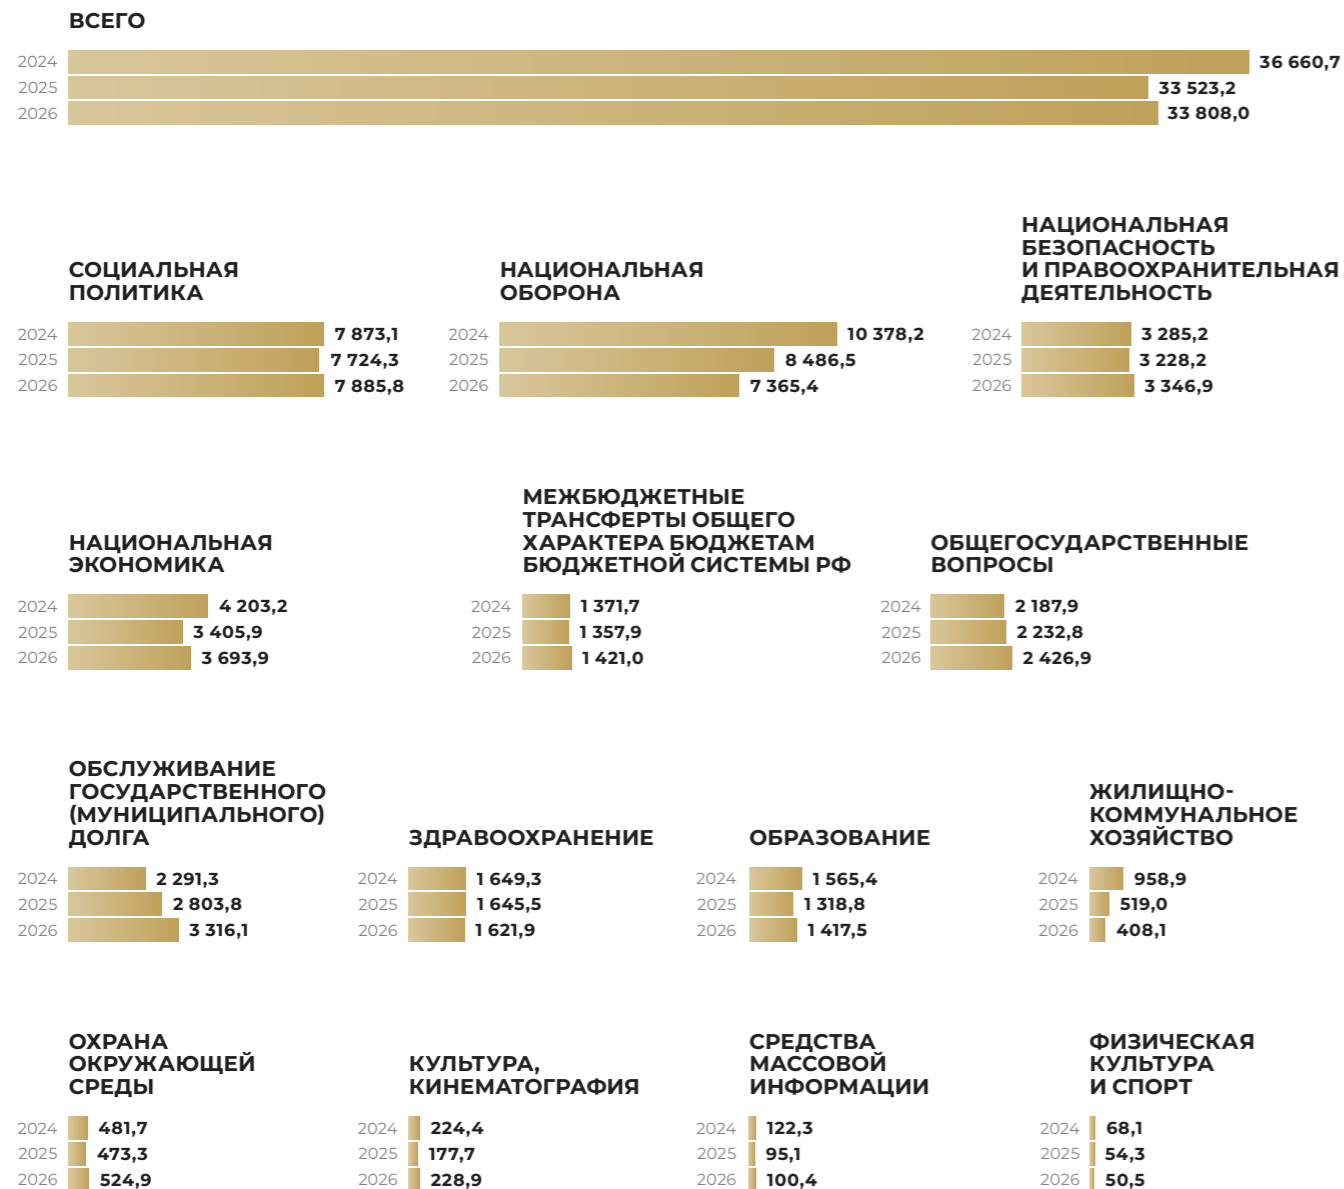 ВСЕГО
2024 36 660,7
2025 33 523,2
2026 33 808,0
СОЦИАЛЬНАЯ
ПОЛИТИКА
2024 7 873,1
2025 7 724,3
2026 7 885,8
НАЦИОНАЛЬНАЯ
ОБОРОНА
2024 10 378,2
2025 8 486,5
2026 7 365,4
НАЦИОНАЛЬНАЯ
БЕЗОПАСНОСТЬ
И ПРАВООХРАНИТЕЛЬНАЯ
ДЕЯТЕЛЬНОСТЬ
2024 3 285,2
2025 3 228,2
2026 3 346,9
НАЦИОНАЛЬНАЯ
ЭКОНОМИКА
2024 4 203,2
2025 3 405,9
2026 3 693,9
МЕЖБЮДЖЕТНЫЕ
ТРАНСФЕРТЫ ОБЩЕГО
ХАРАКТЕРА БЮДЖЕТАМ
БЮДЖЕТНОЙ СИСТЕМЫ РФ
2024 1 371,7
2025 1 357,9
2026 1 421,0
ОБЩЕГОСУДАРСТВЕННЫЕ
ВОПРОСЫ
2024 2 187,9
2025 2 232,8
2026 2 426,9
ОБСЛУЖИВАНИЕ
ГОСУДАРСТВЕННОГО
(МУНИЦИПАЛЬНОГО)
ДОЛГА
2024 2 291,3
2025 2 803,8
2026 3 316,1
ЗДРАВООХРАНЕНИЕ
2024 1 649,3
2025 1 645,5
2026 1 621,9
ОБРАЗОВАНИЕ
2024 1 565,4
2025 1 318,8
2026 1 417,5
ЖИЛИЩНО-
КОММУНАЛЬНОЕ
ХОЗЯЙСТВО
2024 958,9
2025 519,0
2026 408,1
ОХРАНА
ОКРУЖАЮЩЕЙ
СРЕДЫ
2024 481,7
2025 473,3
2026 524,9
КУЛЬТУРА,
КИНЕМАТОГРАФИЯ
2024 224,4
2025 177,7
2026 228,9
СРЕДСТВА
МАССОВОЙ
ИНФОРМАЦИИ
2024 122,3
2025 95,1
2026 100,4
ФИЗИЧЕСКАЯ
КУЛЬТУРА
И СПОРТ
2024 68,1
2025 54,3
2026 50,5